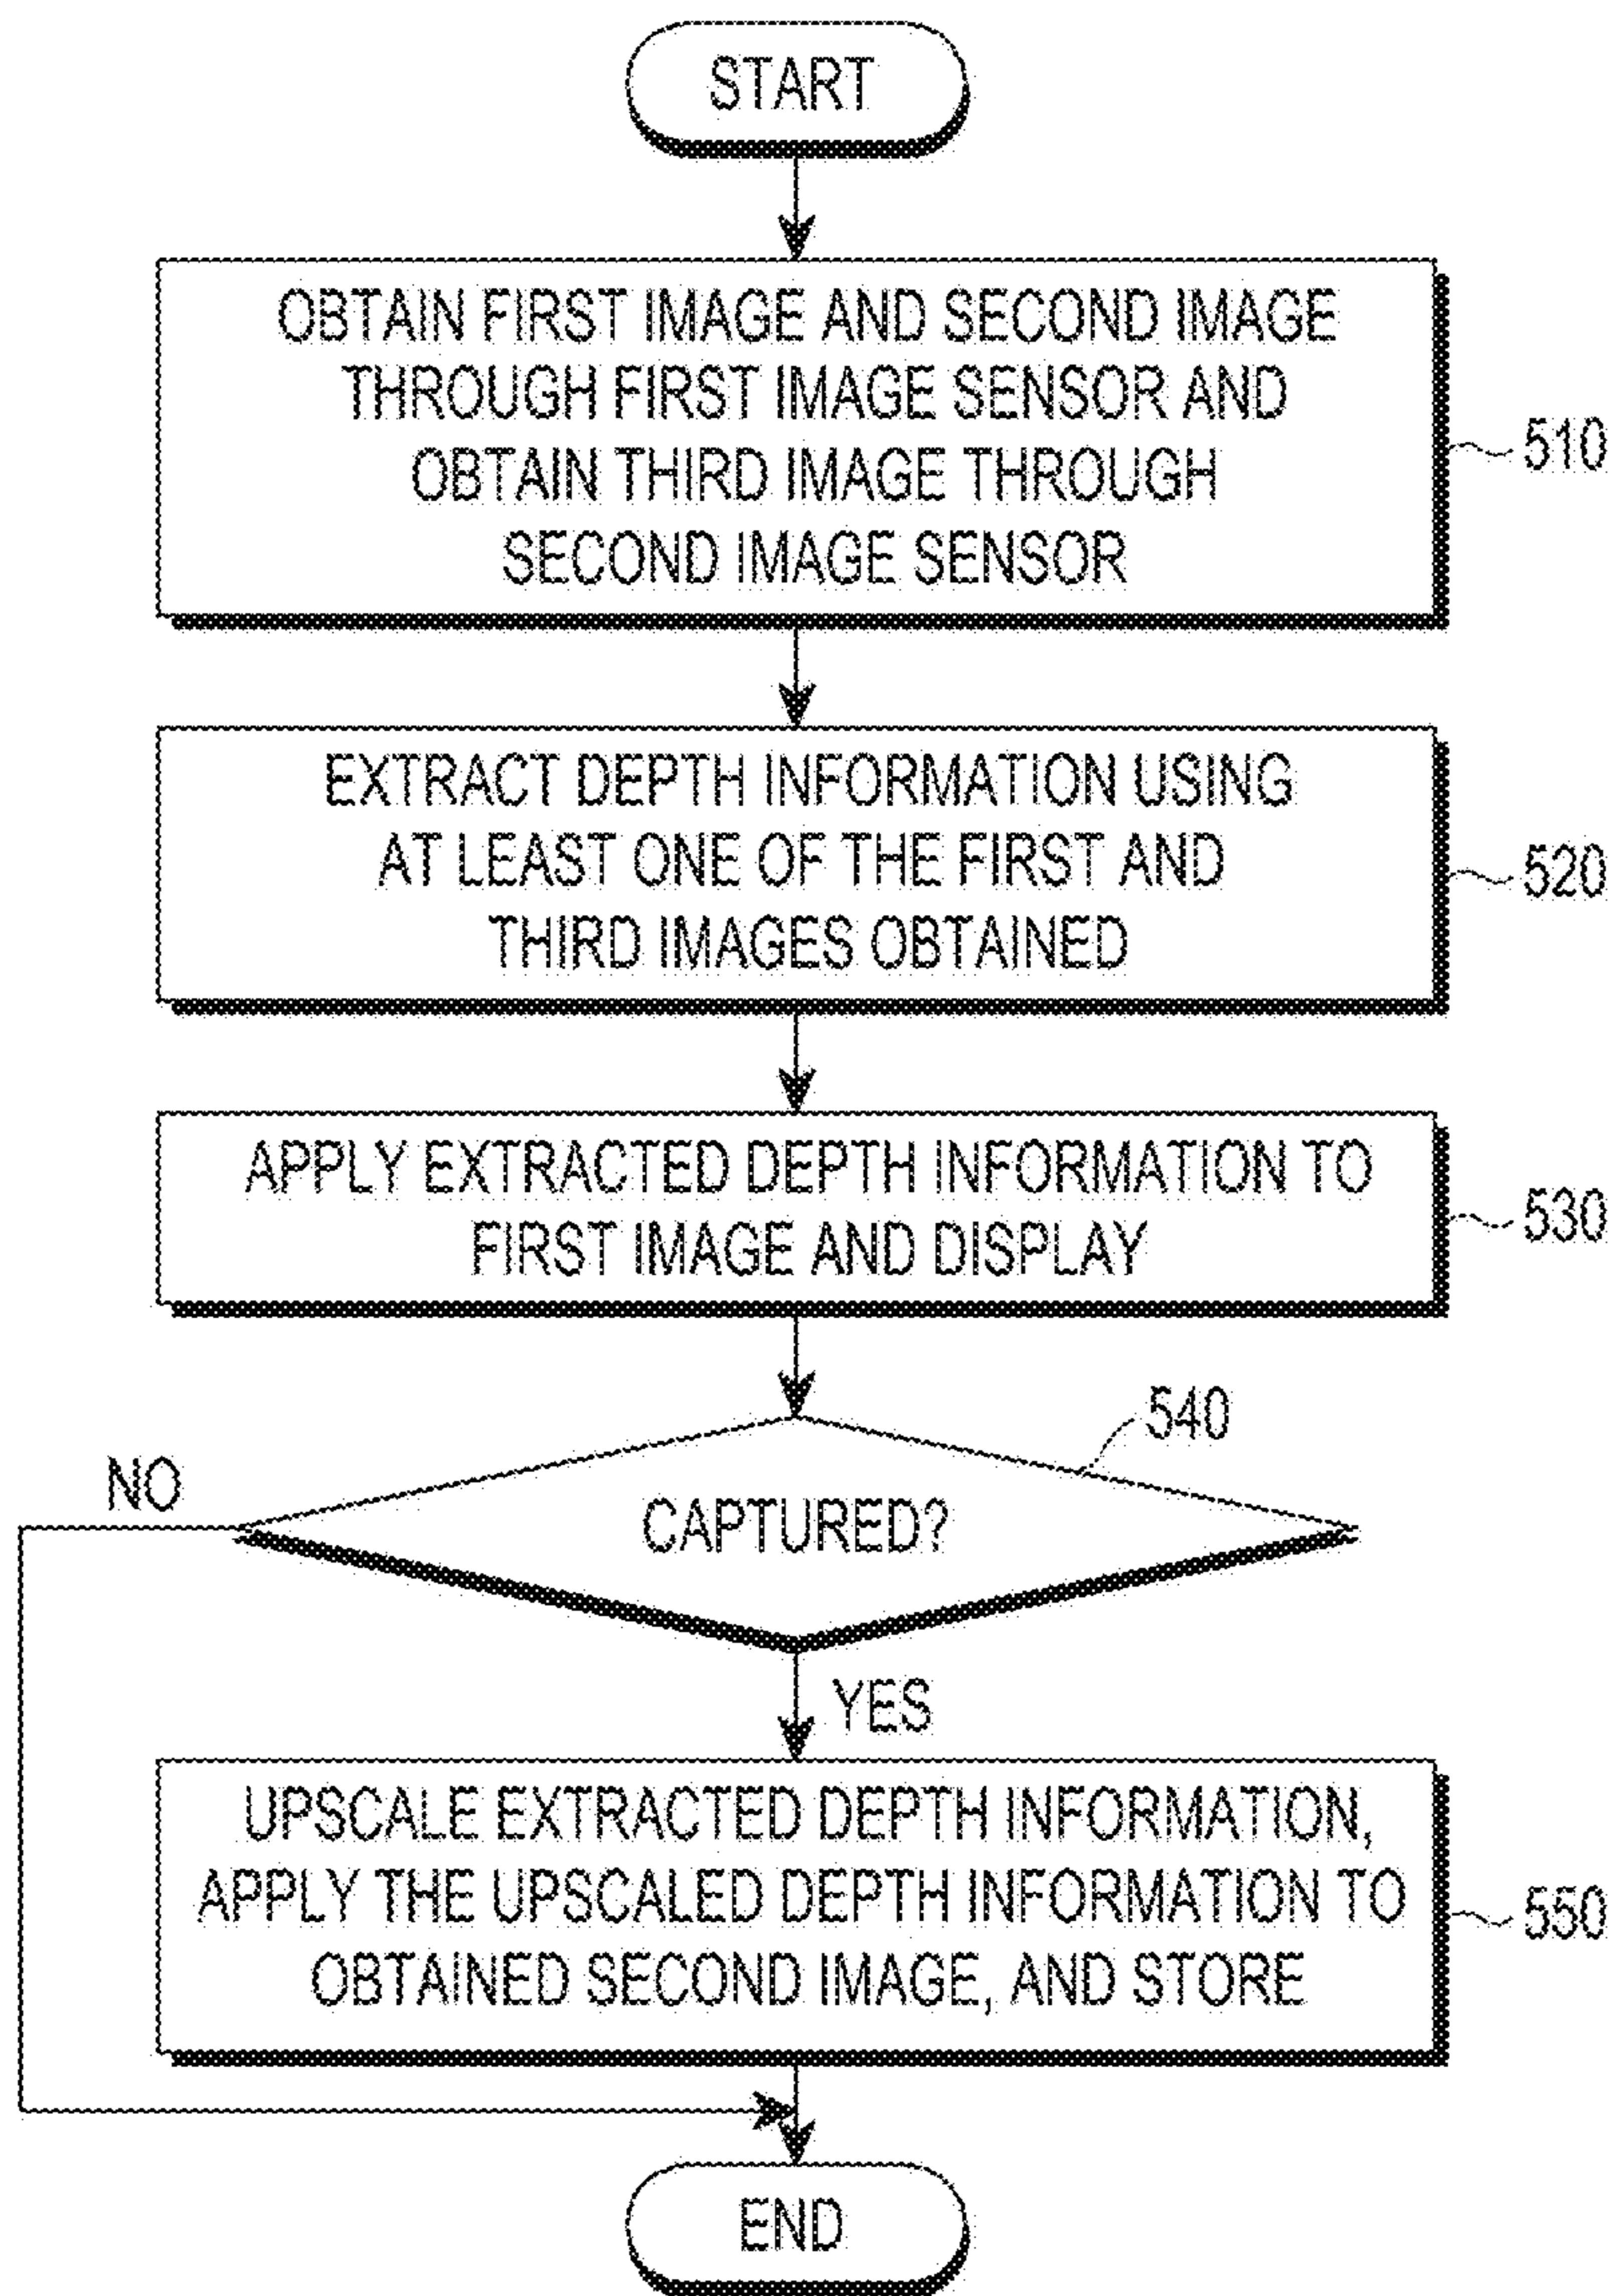 START
OBTAIN FIRST IMAGE AND SECOND IMAGE
THROUGH FIRST IMAGE SENSOR AND
OBTAIN THIRD IMAGE THROUGH
SECOND IMAGE SENSOR
510
EXTRACT DEPTH INFORMATION USING
AT LEAST ONE OF THE FIRST AND
THIRD IMAGES OBTAINED
520
APPLY EXTRACTED DEPTH INFORMATION TO
FIRST IMAGE AND DISPLAY
530
540
NO
CAPTURED?
YES
UPSCALE EXTRACTED DEPTH INFORMATION,
APPLY THE UPSCALED DEPTH INFORMATION TO
OBTAINED SECOND IMAGE, AND STORE
550
END